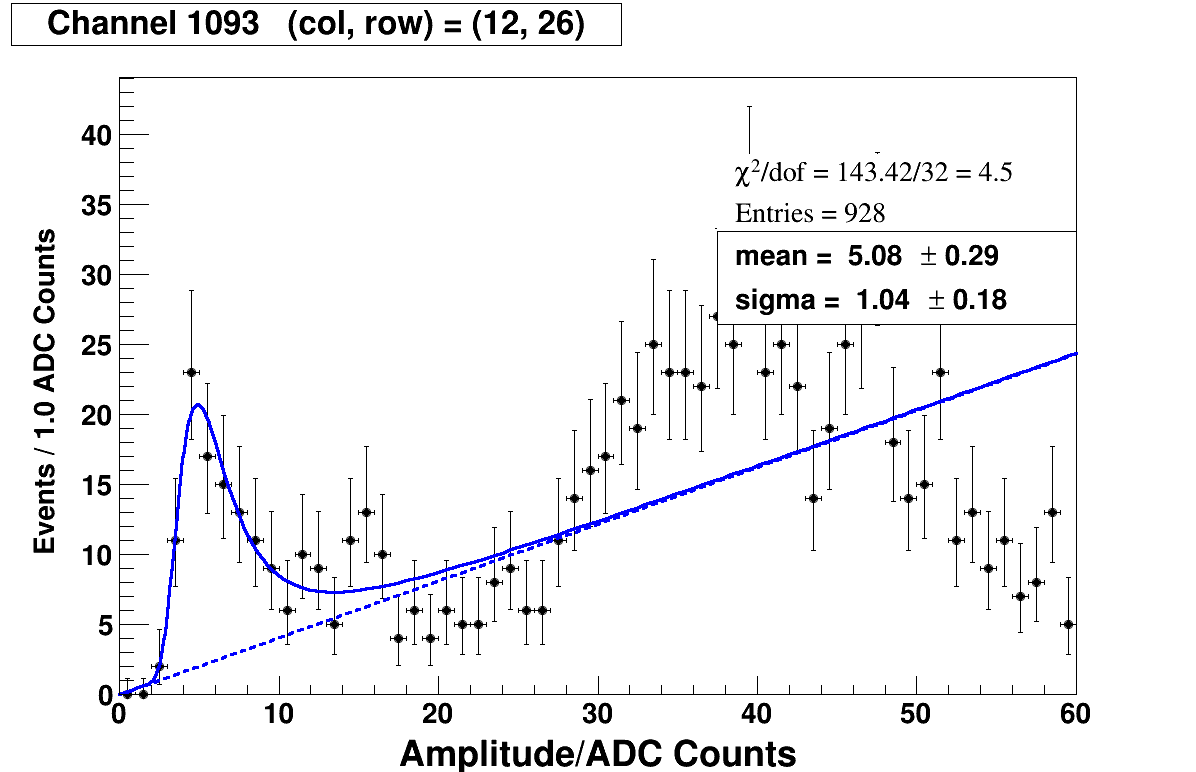 Channel 1093 (col, row) = (12, 26)
χ²/dof = 143.42/32 = 4.5
Entries = 928
mean = 5.08 ± 0.29
sigma = 1.04 ± 0.18
Events / 1.0 ADC Counts
40
35
30
25
20
15
10
5
0
0 10 20 30 40 50 60
Amplitude/ADC Counts